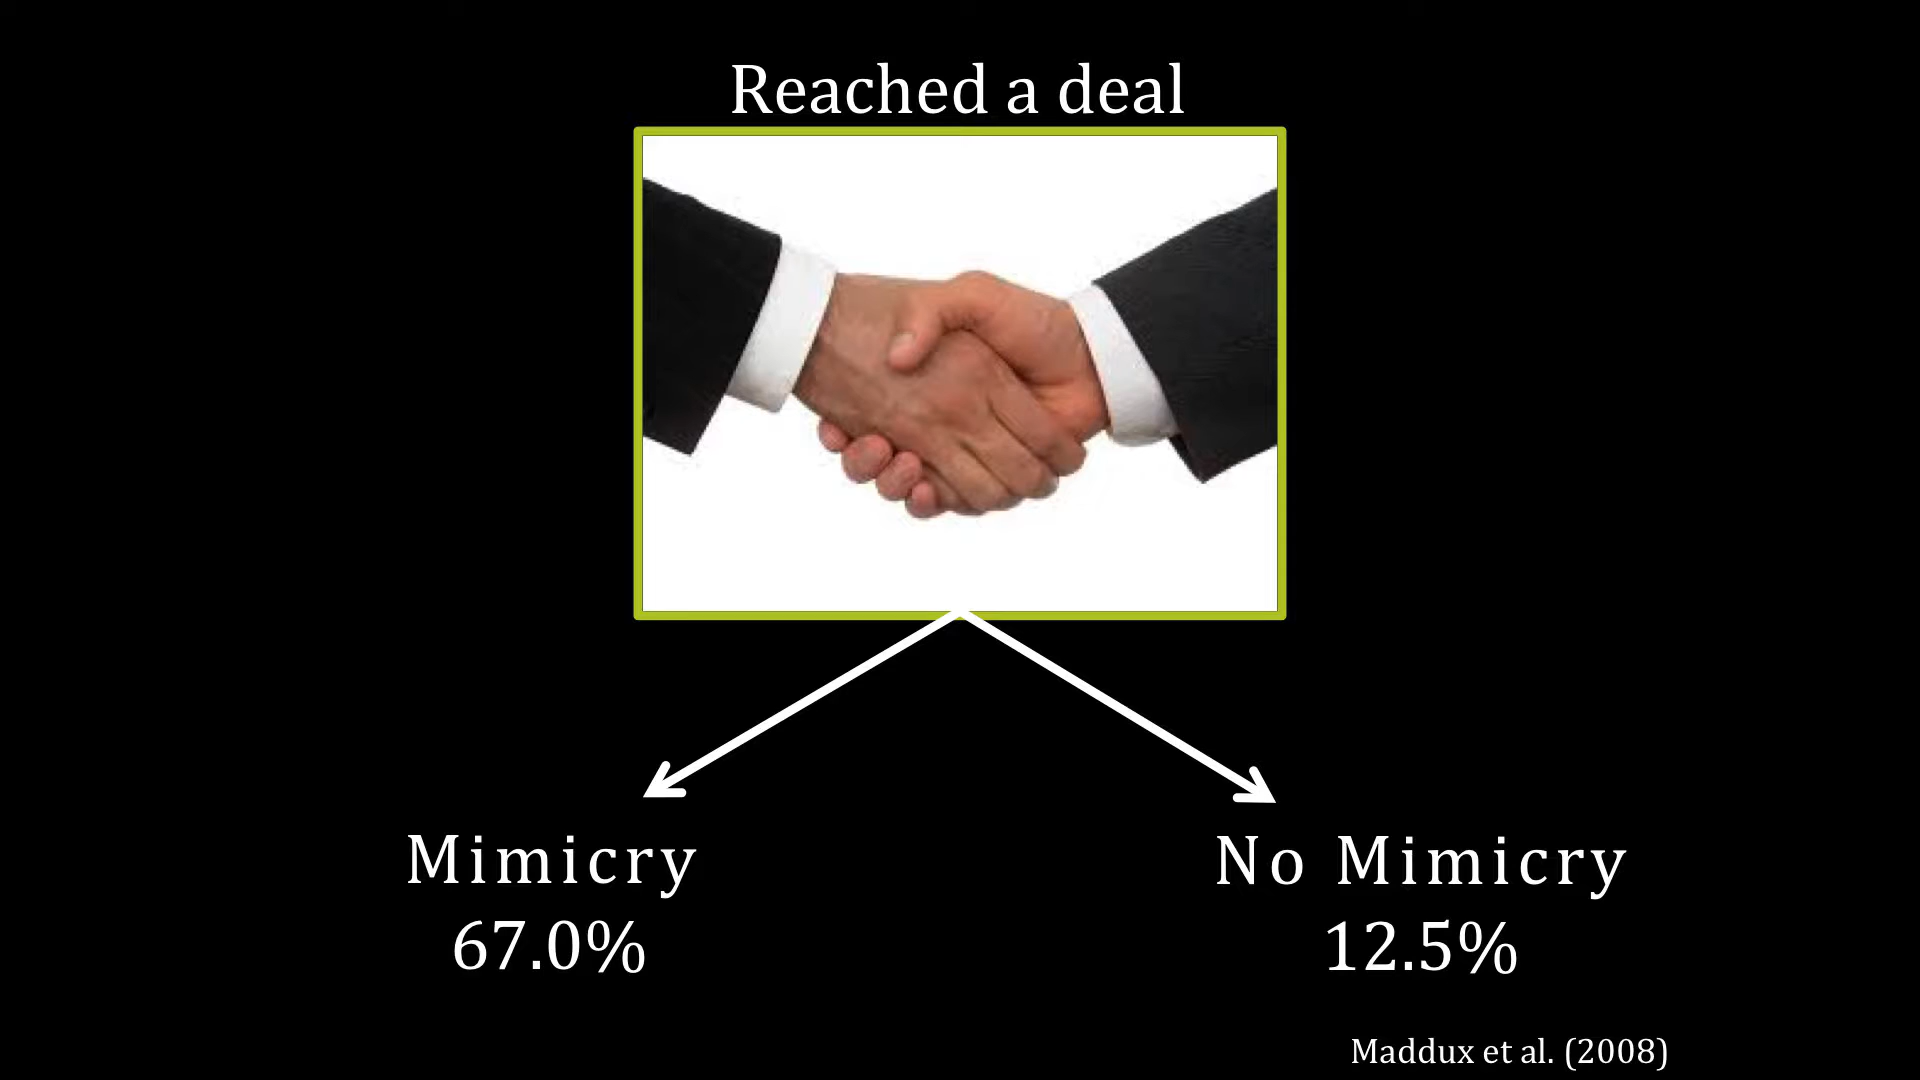 Reached a deal
Mimicry
67.0%
No Mimicry
12.5%
Maddux et al. (2008)